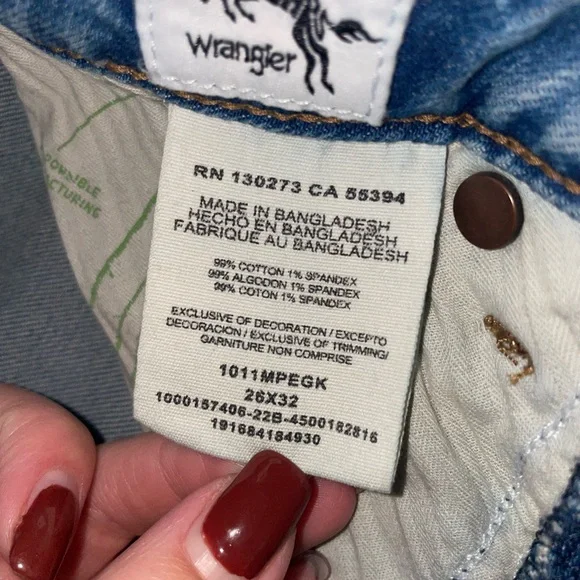 Wrangler
RN 130273 CA 55394
MADE IN BANGLADESH
HECHO EN BANGLADESH
FABRIQUE AU BANGLADESH
99% COTTON 1% SPANDEX
99% ALGODON 1% SPANDEX
99% COTON 1% SPANDEX
EXCLUSIVE OF DECORATION / EXCEPTO
DECORACION / EXCLUSIVE OF TRIMMING/
GARNITURE NON COMPRISE
1011MPEGK
26X32
1000157406-22B-4500182816
191684184930